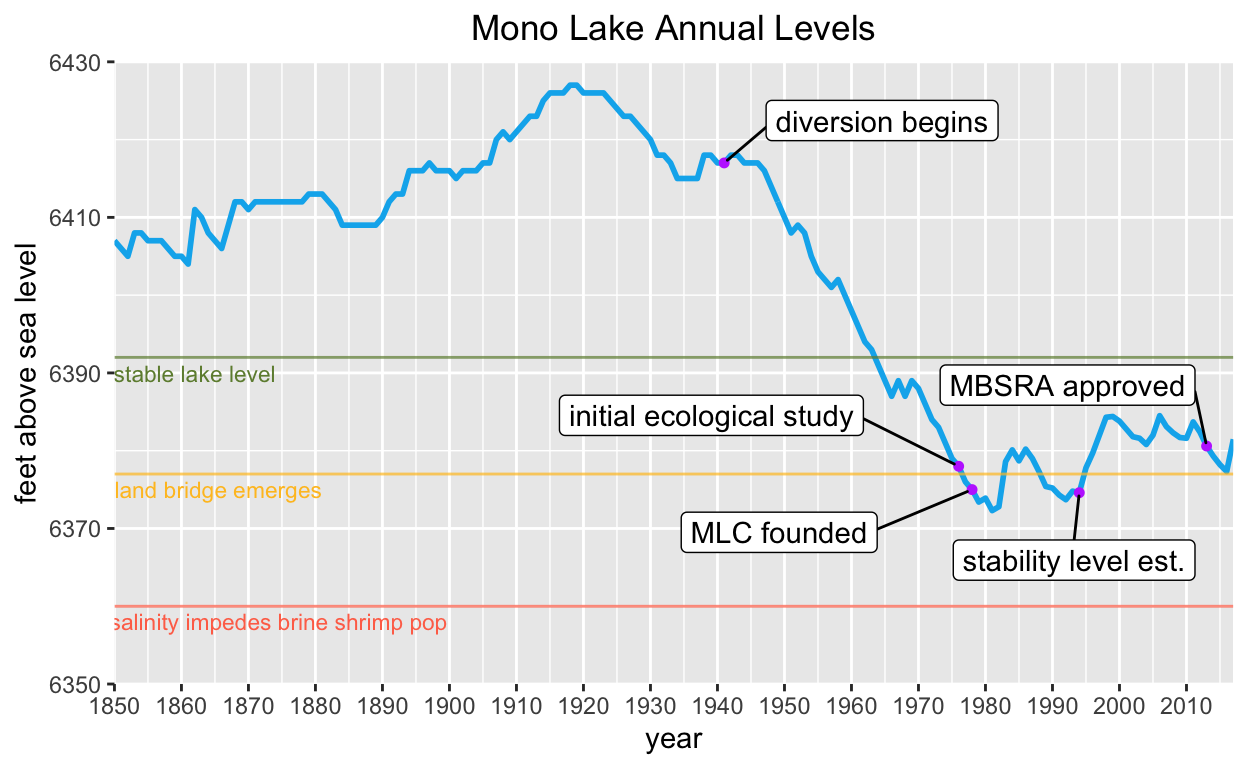 Mono Lake Annual Levels
feet above sea level
6430
6410
6390
6370
6350
diversion begins
stable lake level
MBSRA approved
initial ecological study
land bridge emerges
MLC founded
stability level est.
salinity impedes brine shrimp pop
1850 1860 1870 1880 1890 1900 1910 1920 1930 1940 1950 1960 1970 1980 1990 2000 2010
year